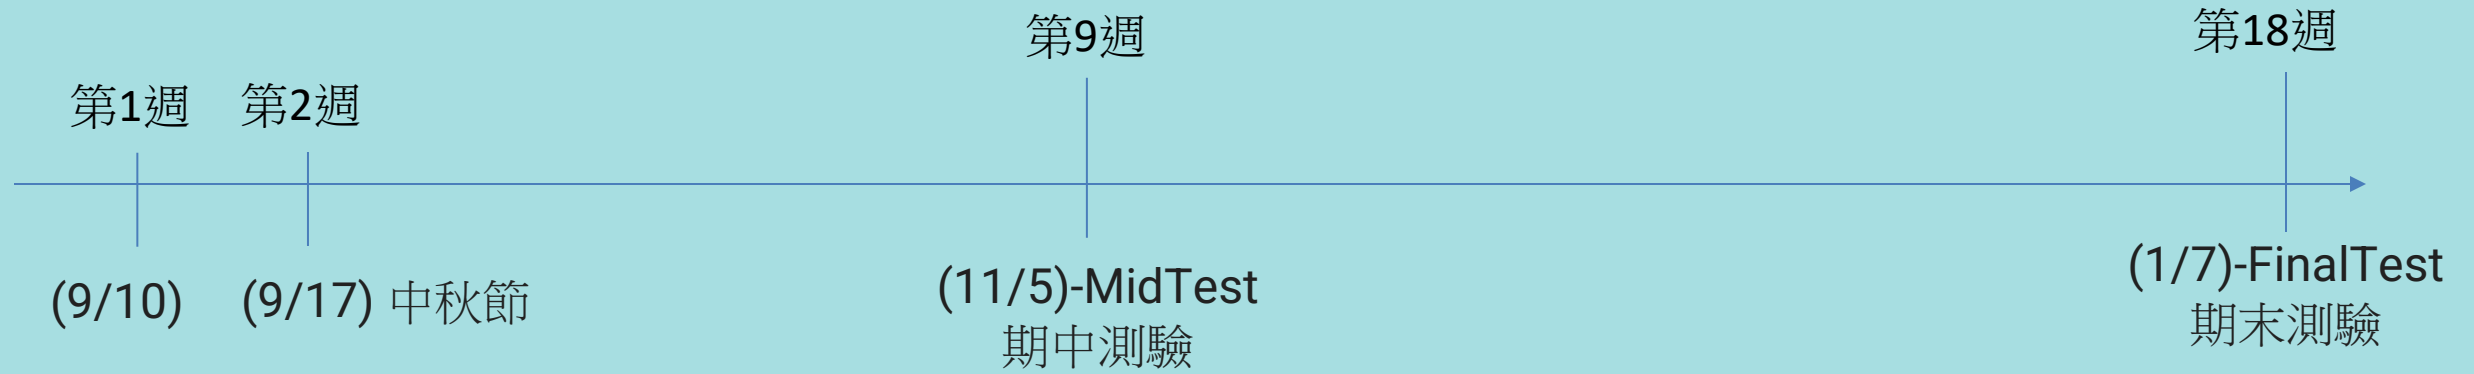 第1週
第2週
第9週
第18週
(9/10)
(9/17) 中秋節
(11/5)-MidTest
期中測驗
(1/7)-FinalTest
期末測驗